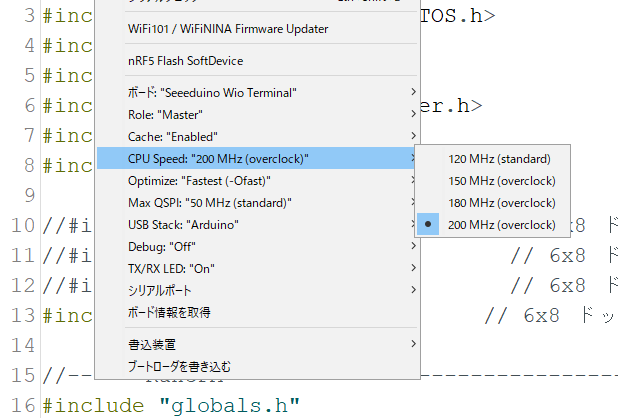 3 #inc TOS.h>
4 #inc
WiFi101 / WiFiNINA Firmware Updater
5 #inc
nRF5 Flash SoftDevice
ボード: "Seeeduino Wio Terminal"
6 #inc er.h>
Role: "Master"
7 #inc
Cache: "Enabled"
8 #inc
CPU Speed: "200 MHz (overclock)"
120 MHz (standard)
Optimize: "Fastest (-Ofast)"
150 MHz (overclock)
9
Max QSPI: "50 MHz (standard)"
180 MHz (overclock)
10 //#i
USB Stack: "Arduino"
200 MHz (overclock)
x8 ド
Debug: "Off"
11 //#i // 6x8 ド
TX/RX LED: "On"
12 //#i // 6x8 ド
シリアルポート
ボード情報を取得
13 #inc // 6x8 ドッ
14
書込装置
ブートローダを書き込む
15 //--
16 #include "globals.h"